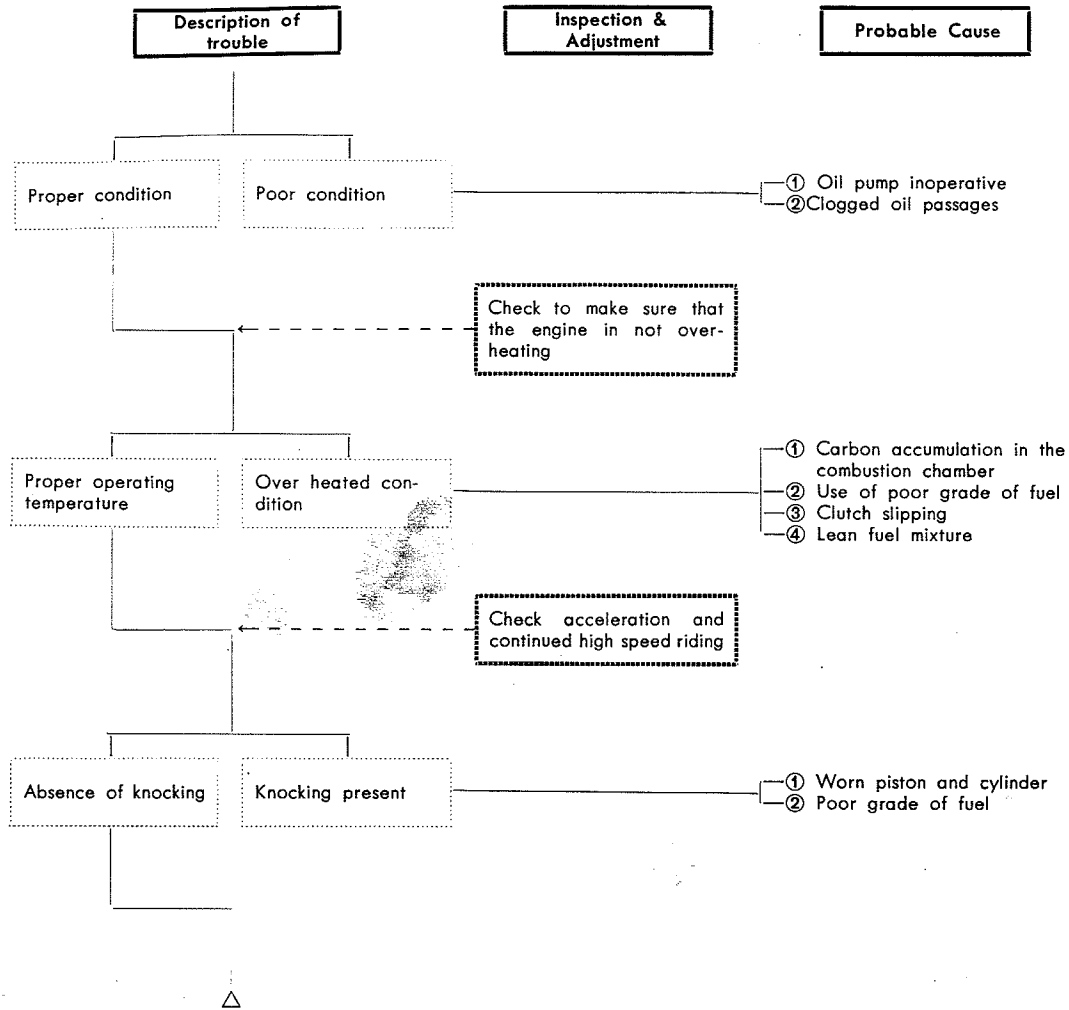 Description of
trouble
Inspection &
Adjustment
Probable Cause
Proper condition
Poor condition
① Oil pump inoperative
②Clogged oil passages
Check to make sure that
the engine in not over-
heating
Proper operating
temperature
Over heated con-
dition
① Carbon accumulation in the
combustion chamber
② Use of poor grade of fuel
③ Clutch slipping
④ Lean fuel mixture
Check acceleration and
continued high speed riding
Absence of knocking
Knocking present
① Worn piston and cylinder
② Poor grade of fuel